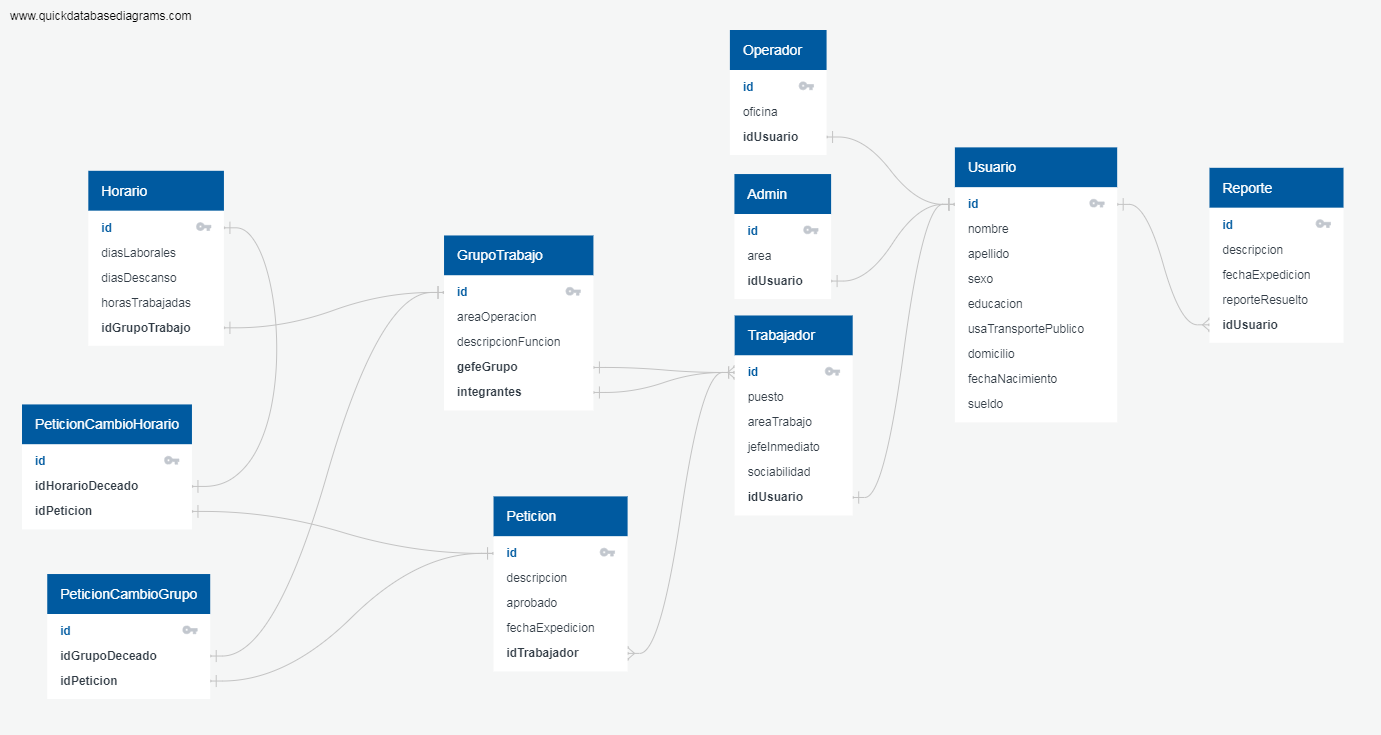 www.quickdatabasediagrams.com
Operador
id
oficina
idUsuario
Usuario
id
nombre
apellido
sexo
educacion
usaTransportePublico
domicilio
fechaNacimiento
sueldo
Reporte
id
descripcion
fechaExpedicion
reporteResuelto
idUsuario
Horario
id
diasLaborales
diasDescanso
horasTrabajadas
idGrupoTrabajo
Admin
id
area
idUsuario
GrupoTrabajo
id
areaOperacion
descripcionFuncion
gefeGrupo
integrantes
Trabajador
id
puesto
areaTrabajo
jefeInmediato
sociabilidad
idUsuario
PeticionCambioHorario
id
idHorarioDeceado
idPeticion
Peticion
id
descripcion
aprobado
fechaExpedicion
idTrabajador
PeticionCambioGrupo
id
idGrupoDeceado
idPeticion